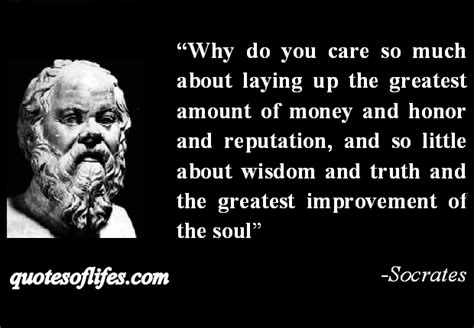 “Why do you care so much
about laying up the greatest
amount of money and honor
and reputation, and so little
about wisdom and truth and
the greatest improvement of
the soul”
quotesoflifes.com
-Socrates